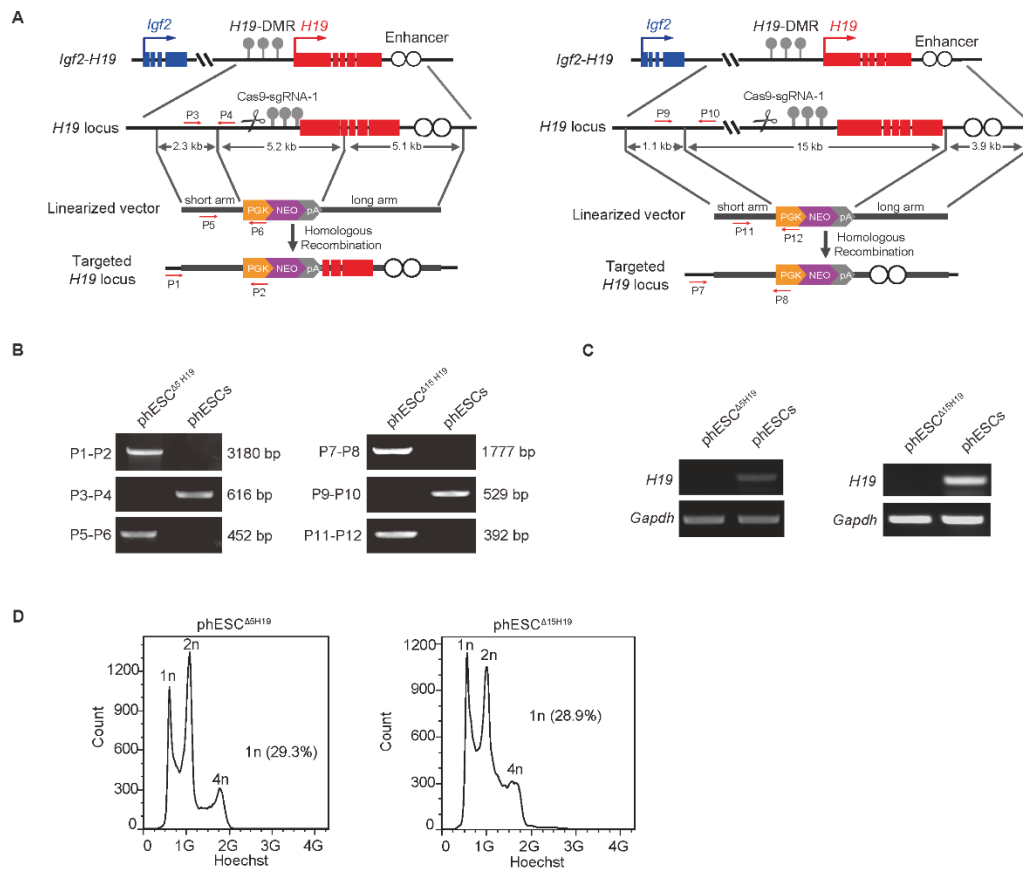 A
Igf2
H19-DMR
H19
Enhancer
Igf2-H19
Cas9-sgRNA-1
P3
P4
H19 locus
2.3 kb
5.2 kb
5.1 kb
short arm
long arm
Linearized vector
PGK
NEO
pA
P5
P6
Homologous
Recombination
Targeted
H19 locus
PGK
NEO
pA
P1
P2
Igf2
H19-DMR
H19
Enhancer
Igf2-H19
Cas9-sgRNA-1
P9
P10
H19 locus
1.1 kb
15 kb
3.9 kb
short arm
long arm
Linearized vector
PGK
NEO
pA
P11
P12
Homologous
Recombination
Targeted
H19 locus
PGK
NEO
pA
P7
P8
B
phESCΔ5 H19
phESCs
P1-P2
3180 bp
P3-P4
616 bp
P5-P6
452 bp
phESCΔ15 H19
phESCs
P7-P8
1777 bp
P9-P10
529 bp
P11-P12
392 bp
C
phESCΔ5H19
phESCs
H19
Gapdh
phESCΔ15H19
phESCs
H19
Gapdh
D
phESCΔ5H19
1200
900
600
300
0
Count
1n
2n
4n
1n (29.3%)
0 1G 2G 3G 4G
Hoechst
phESCΔ15H19
1200
900
600
300
0
Count
1n
2n
4n
1n (28.9%)
0 1G 2G 3G 4G
Hoechst